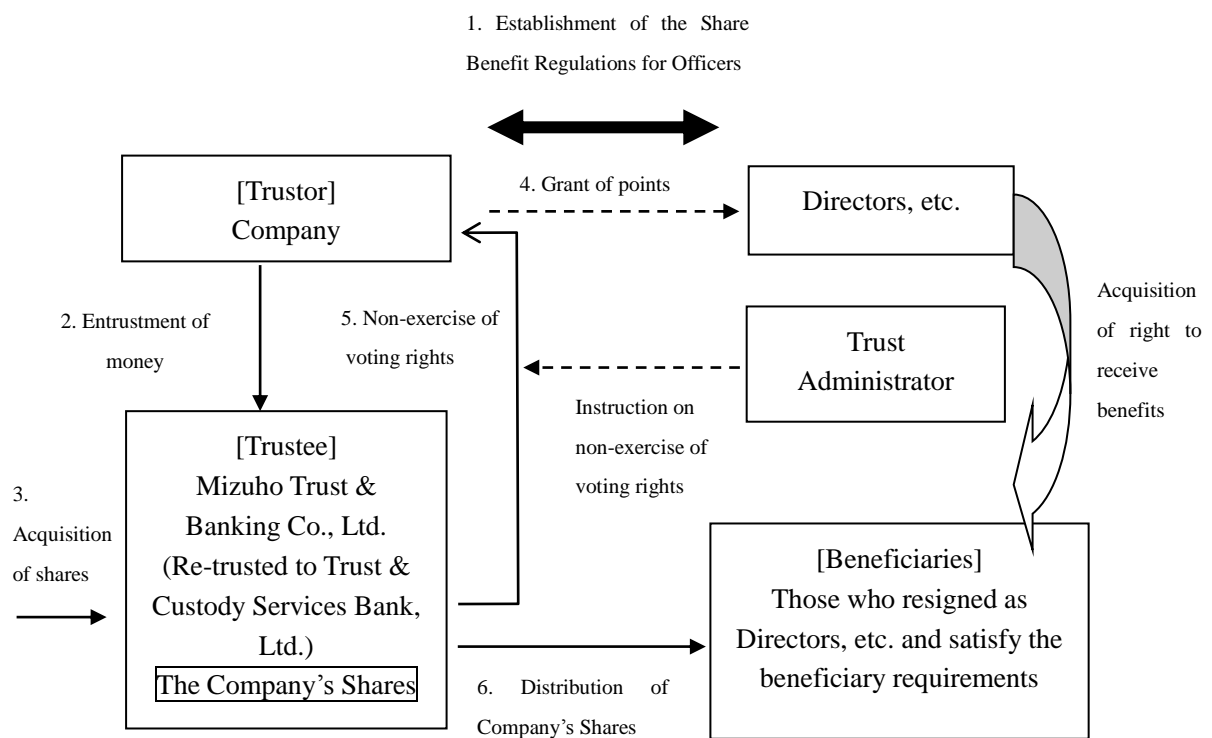 1. Establishment of the Share
Benefit Regulations for Officers
[Trustor]
Company
4. Grant of points
Directors, etc.
2. Entrustment of
money
5. Non-exercise of
voting rights
Trust
Administrator
Acquisition
of right to
receive
benefits
Instruction on
non-exercise of
voting rights
3.
Acquisition
of shares
[Trustee]
Mizuho Trust &
Banking Co., Ltd.
(Re-trusted to Trust &
Custody Services Bank,
Ltd.)
The Company's Shares
[Beneficiaries]
Those who resigned as
Directors, etc. and satisfy the
beneficiary requirements
6. Distribution of
Company's Shares